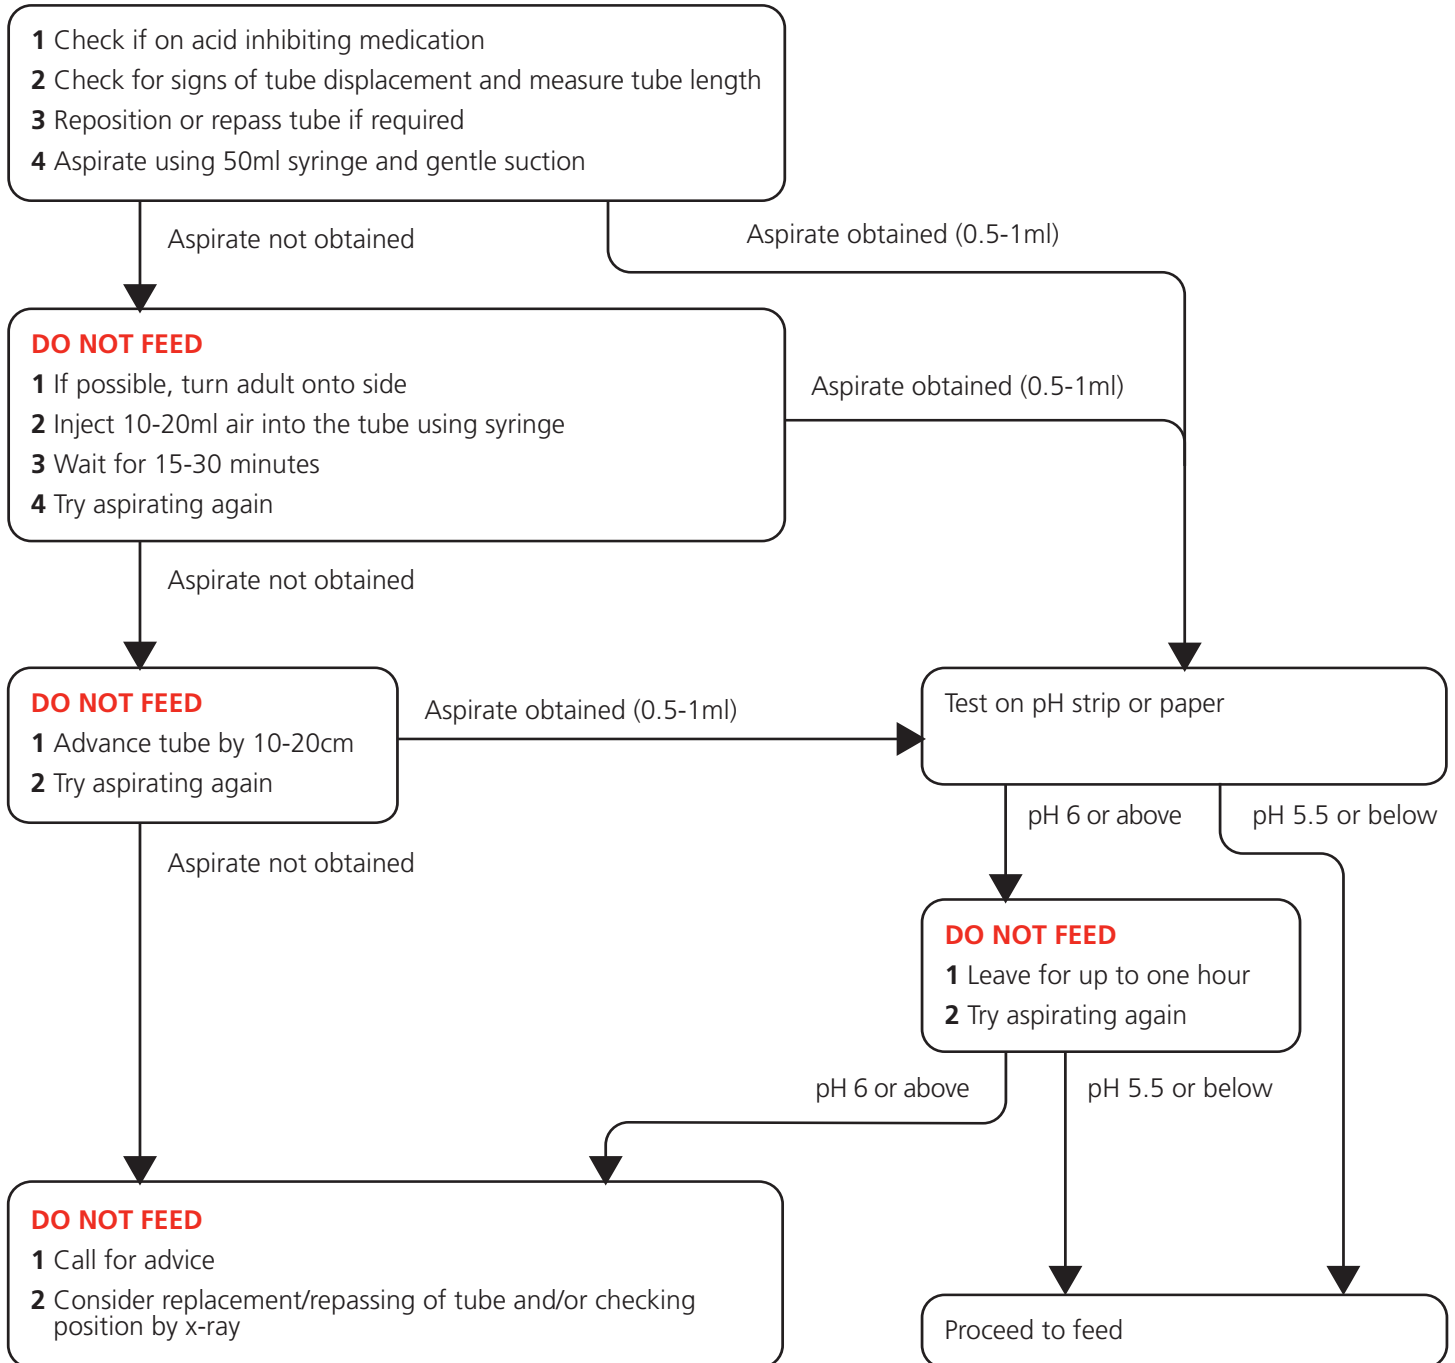 1 Check if on acid inhibiting medication
2 Check for signs of tube displacement and measure tube length
3 Reposition or repass tube if required
4 Aspirate using 50ml syringe and gentle suction
Aspirate not obtained
Aspirate obtained (0.5-1ml)
DO NOT FEED
1 If possible, turn adult onto side
2 Inject 10-20ml air into the tube using syringe
3 Wait for 15-30 minutes
4 Try aspirating again
Aspirate obtained (0.5-1ml)
Aspirate not obtained
DO NOT FEED
1 Advance tube by 10-20cm
2 Try aspirating again
Aspirate obtained (0.5-1ml)
Test on pH strip or paper
pH 6 or above
pH 5.5 or below
Aspirate not obtained
DO NOT FEED
1 Leave for up to one hour
2 Try aspirating again
pH 6 or above
pH 5.5 or below
DO NOT FEED
1 Call for advice
2 Consider replacement/repassing of tube and/or checking
position by x-ray
Proceed to feed